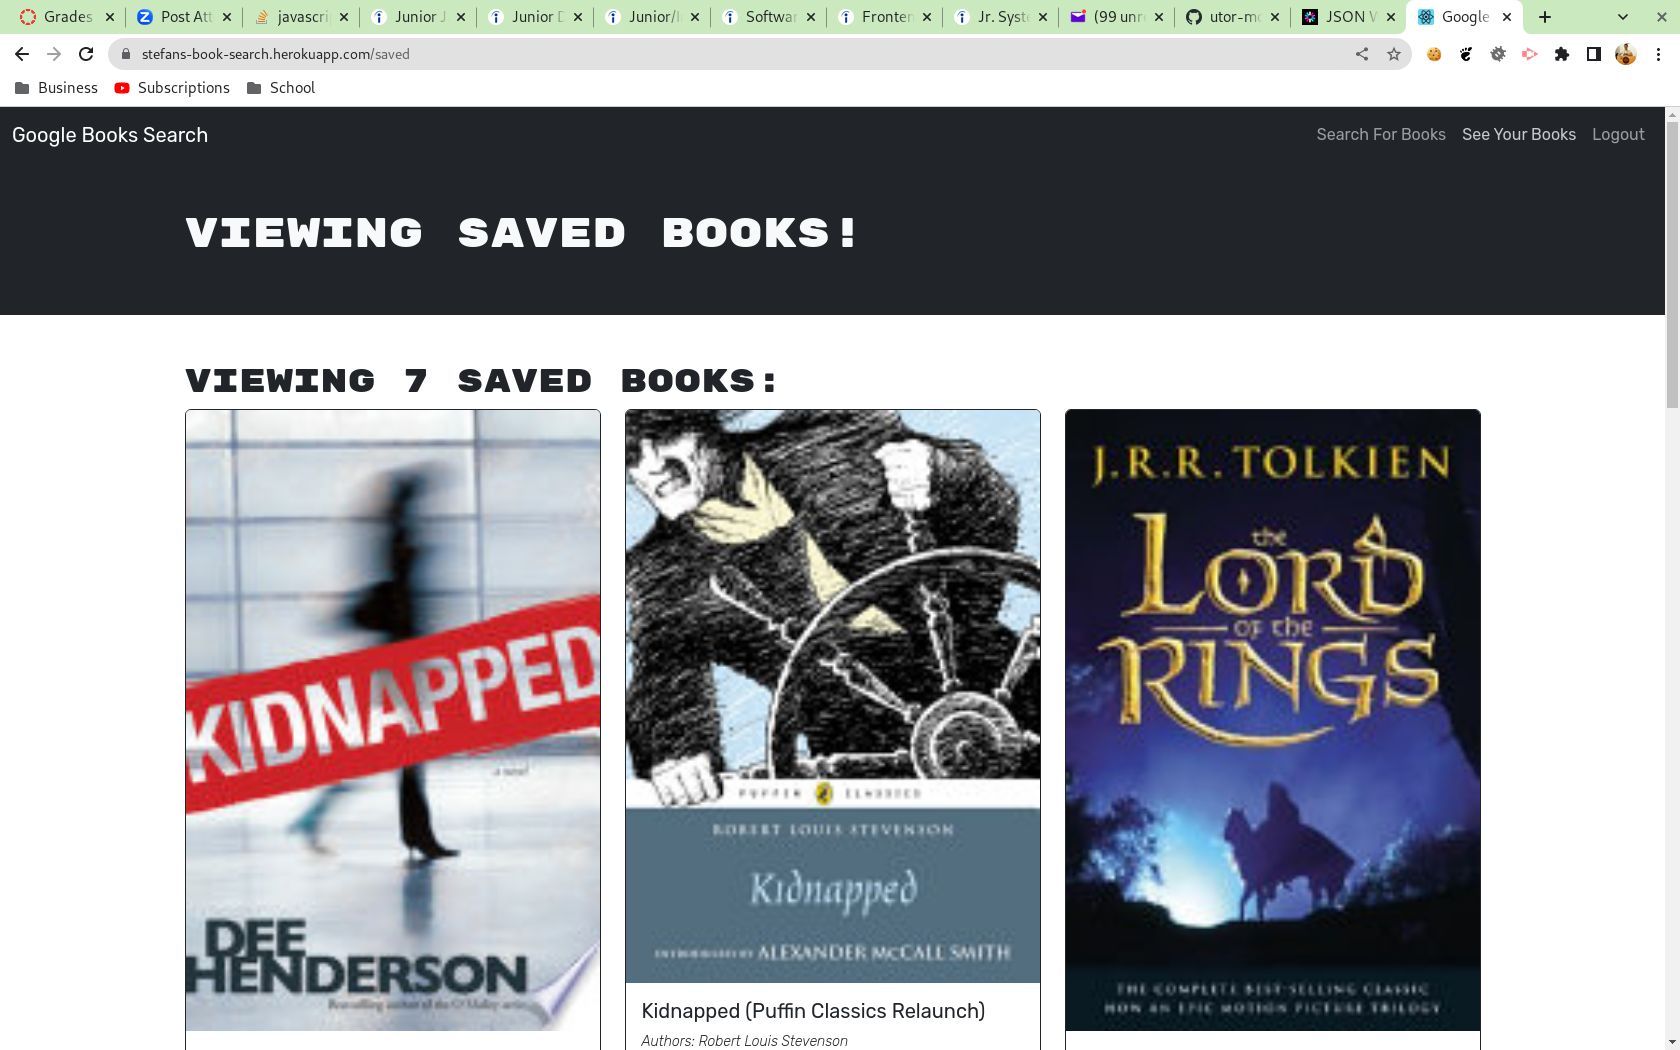 Grades
Post Att
javascri
Junior J
Junior D
Junior/I
Softwar
Fronten
Jr. Syst
(99 unr
utor-mo
JSON W
Google
stefans-book-search.herokuapp.com/saved
Business
Subscriptions
School
Google Books Search
Search For Books
See Your Books
Logout
VIEWING SAVED BOOKS!
VIEWING 7 SAVED BOOKS:
KIDNAPPED
a novel
DEE
HENDERSON
Bestselling author of the O'Malley series
PUFFIN CLASSICS
ROBERT LOUIS STEVENSON
Kidnapped
INTRODUCED BY ALEXANDER McCALL SMITH
Kidnapped (Puffin Classics Relaunch)
Authors: Robert Louis Stevenson
J.R.R. TOLKIEN
the
LORD
OF the
RINGS
THE COMPLETE BEST-SELLING CLASSIC
NOW AN EPIC MOTION PICTURE TRILOGY